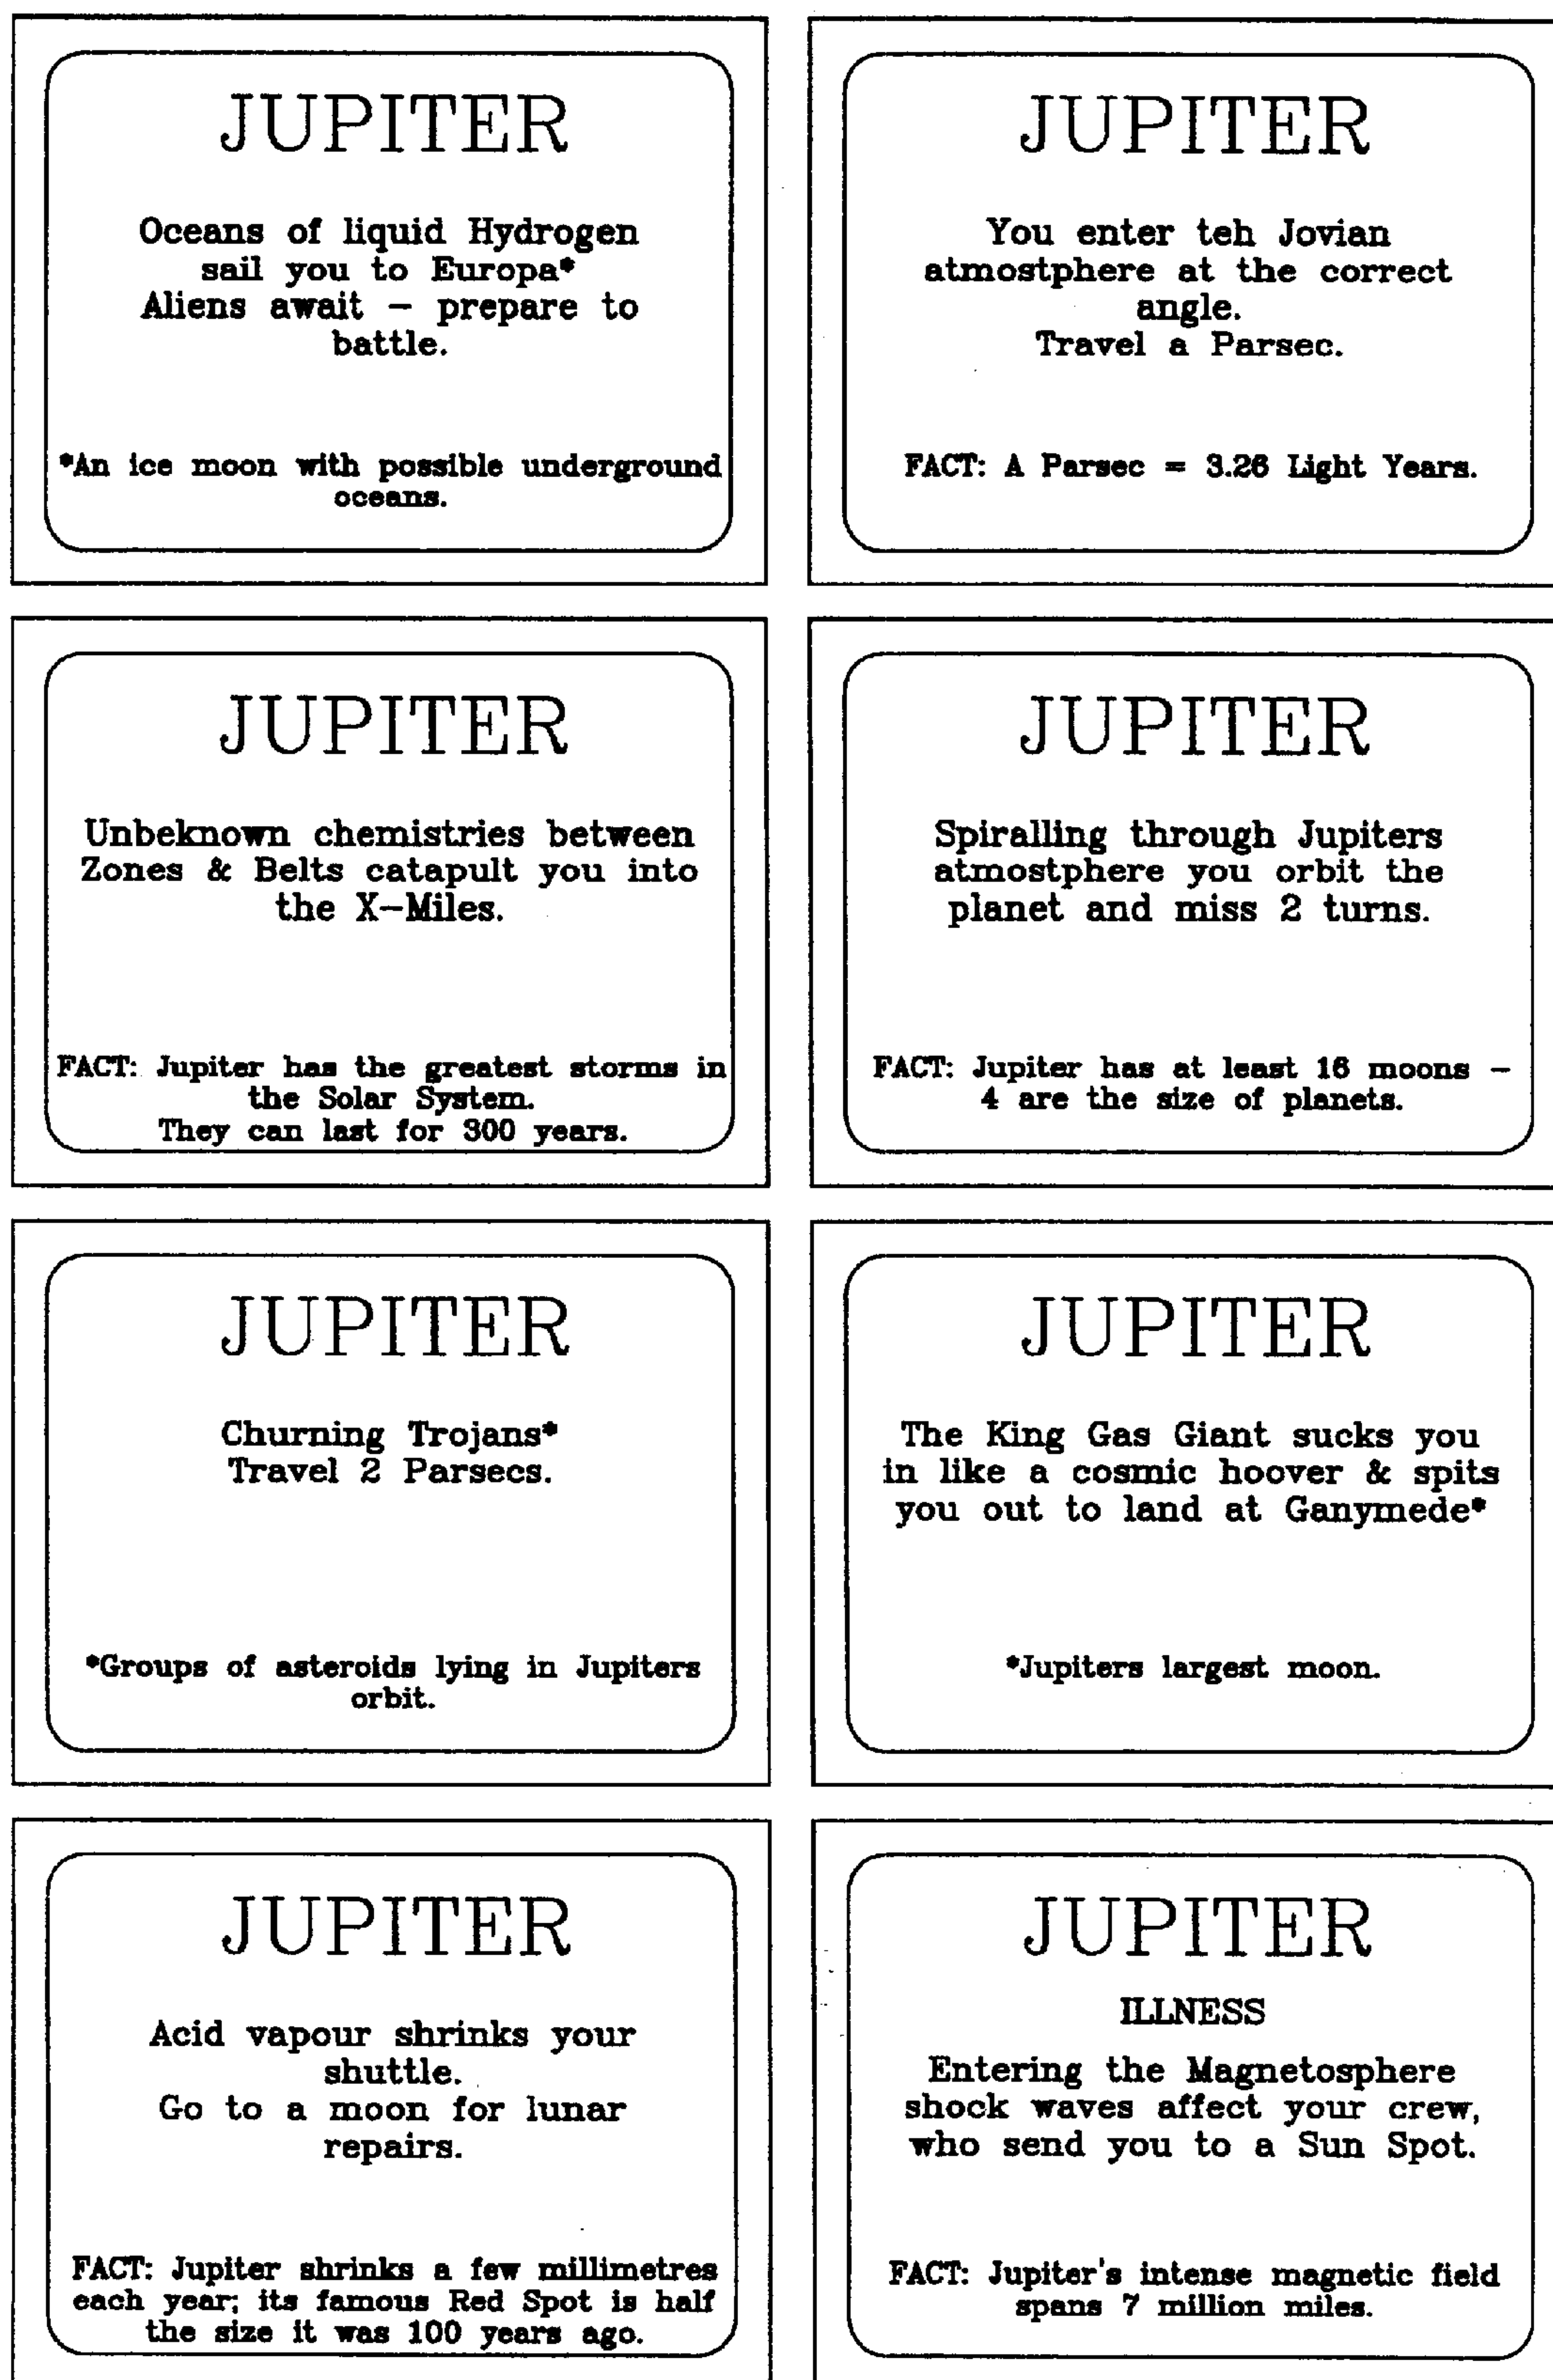 JUPITER
Oceans of liquid Hydrogen
sail you to Europa*
Aliens await – prepare to
battle.
*An ice moon with possible underground
oceans.
JUPITER
You enter teh Jovian
atmostphere at the correct
angle.
Travel a Parsec.
FACT: A Parsec = 3.26 Light Years.
JUPITER
Unbeknown chemistries between
Zones & Belts catapult you into
the X–Miles.
FACT: Jupiter has the greatest storms in
the Solar System.
They can last for 300 years.
JUPITER
Spiralling through Jupiters
atmostphere you orbit the
planet and miss 2 turns.
FACT: Jupiter has at least 16 moons –
4 are the size of planets.
JUPITER
Churning Trojans*
Travel 2 Parsecs.
*Groups of asteroids lying in Jupiters
orbit.
JUPITER
The King Gas Giant sucks you
in like a cosmic hoover & spits
you out to land at Ganymede*
*Jupiters largest moon.
JUPITER
Acid vapour shrinks your
shuttle.
Go to a moon for lunar
repairs.
FACT: Jupiter shrinks a few millimetres
each year; its famous Red Spot is half
the size it was 100 years ago.
JUPITER
ILLNESS
Entering the Magnetosphere
shock waves affect your crew,
who send you to a Sun Spot.
FACT: Jupiter's intense magnetic field
spans 7 million miles.